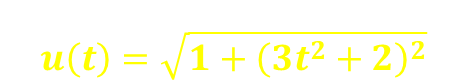 u(t) = √(1 + (3t² + 2)²)